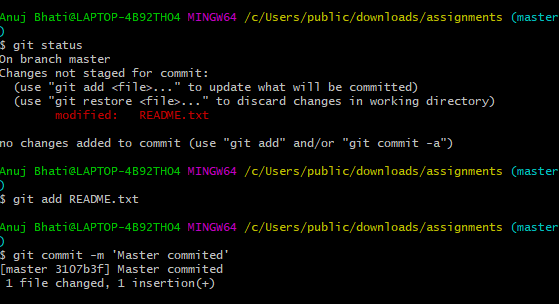 Anuj Bhati@LAPTOP-4B92THO4 MINGW64 /c/Users/public/downloads/assignments (master
)
$ git status
On branch master
Changes not staged for commit:
  (use "git add <file>..." to update what will be committed)
  (use "git restore <file>..." to discard changes in working directory)
        modified:   README.txt

no changes added to commit (use "git add" and/or "git commit -a")

Anuj Bhati@LAPTOP-4B92THO4 MINGW64 /c/Users/public/downloads/assignments (master
)
$ git add README.txt

Anuj Bhati@LAPTOP-4B92THO4 MINGW64 /c/Users/public/downloads/assignments (master
)
$ git commit -m 'Master commited'
[master 3107b3f] Master commited
 1 file changed, 1 insertion(+)